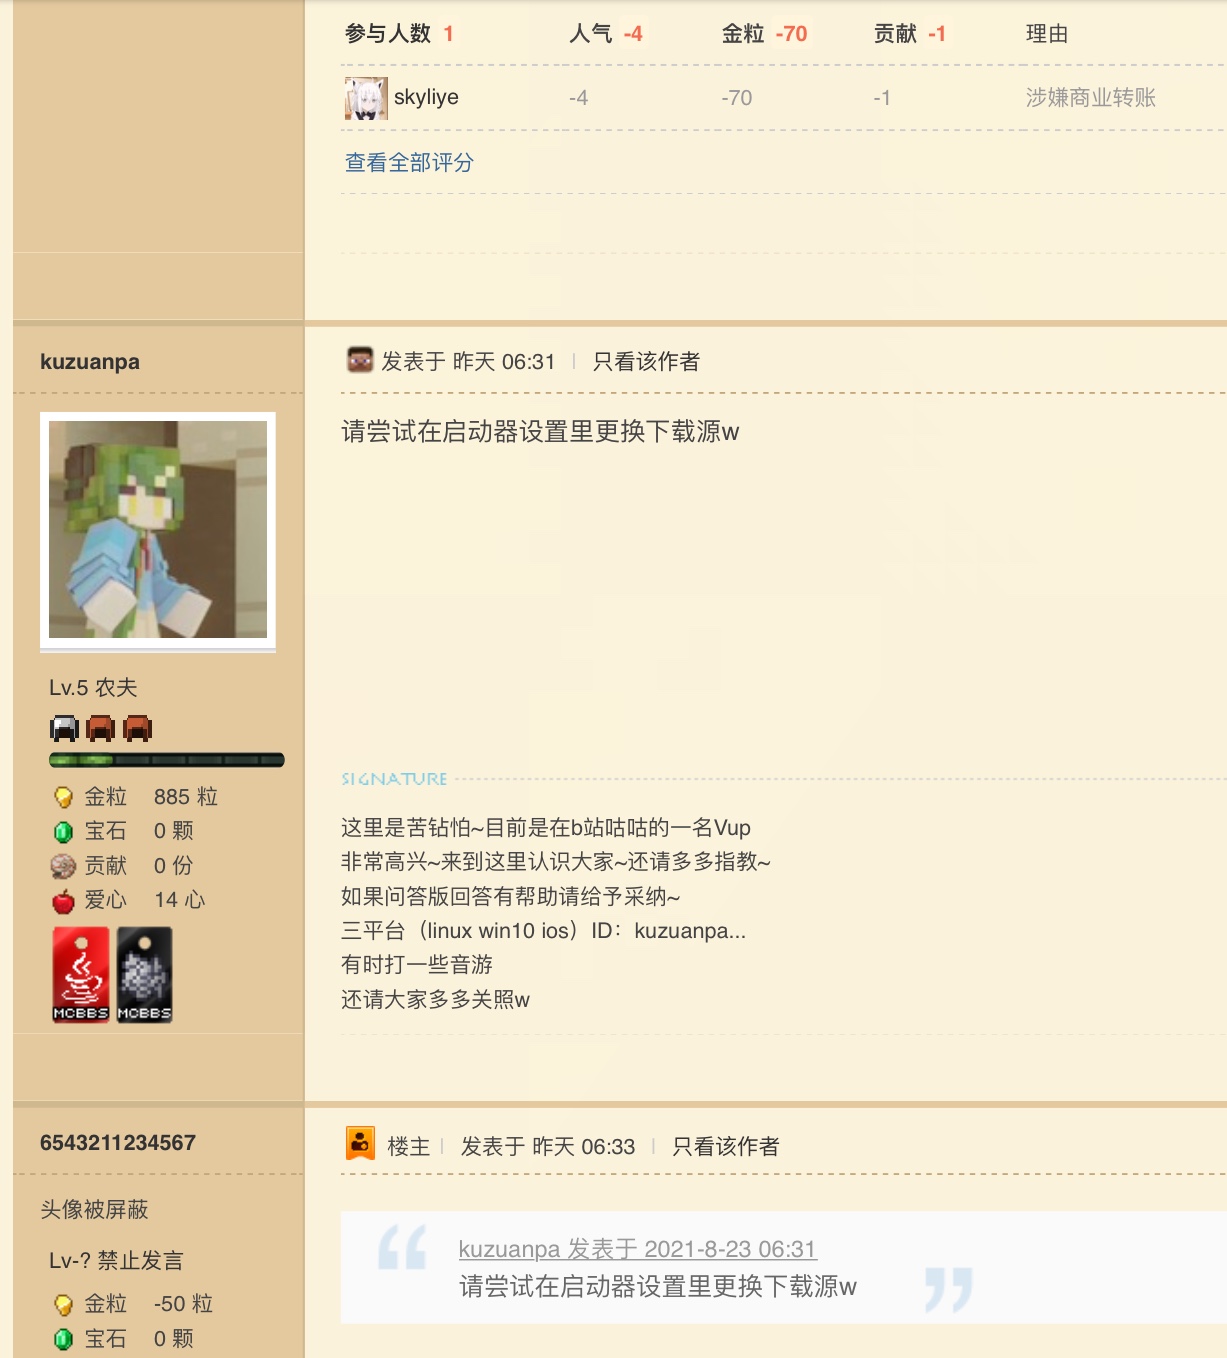 参与人数 1 人气 -4 金粒 -70 贡献 -1 理由
skyliye -4 -70 -1 涉嫌商业转账
查看全部评分
kuzuanpa
发表于 昨天 06:31 只看该作者
请尝试在启动器设置里更换下载源w
Lv.5 农夫
金粒 885 粒
宝石 0 颗
贡献 0 份
爱心 14 心
MCBBS MCBBS
SIGNATURE
这里是苦钻怕~目前是在b站咕咕的一名Vup
非常高兴~来到这里认识大家~还请多多指教~
如果问答版回答有帮助请给予采纳~
三平台（linux win10 ios）ID：kuzuanpa...
有时打一些音游
还请大家多多关照w
6543211234567
楼主 发表于 昨天 06:33 只看该作者
头像被屏蔽
Lv-? 禁止发言
金粒 -50 粒
宝石 0 颗
kuzuanpa 发表于 2021-8-23 06:31
请尝试在启动器设置里更换下载源w